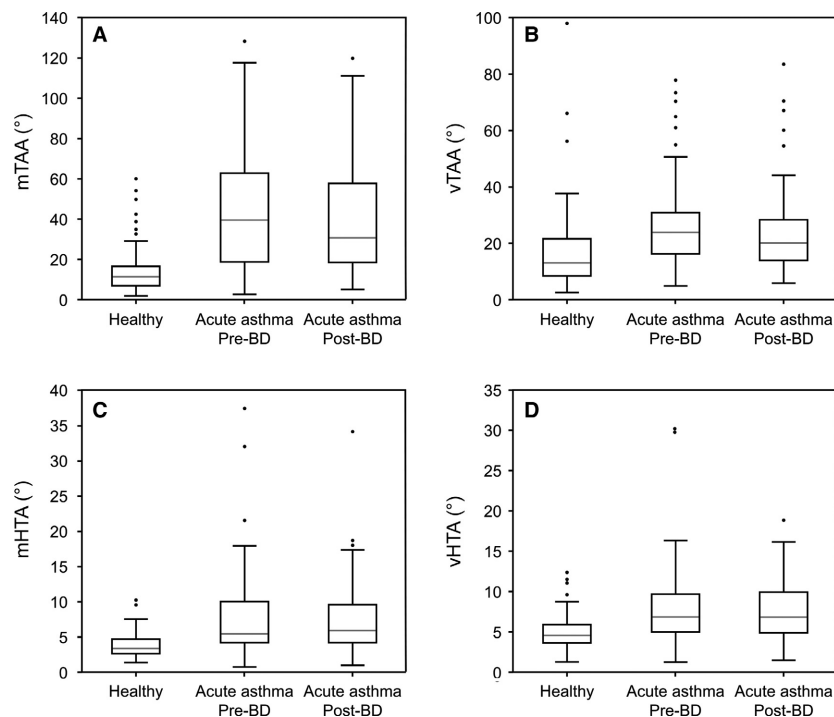 A
mTAA (°)
140
120
100
80
60
40
20
0
Healthy
Acute asthma
Pre-BD
Acute asthma
Post-BD
B
vTAA (°)
100
80
60
40
20
0
Healthy
Acute asthma
Pre-BD
Acute asthma
Post-BD
C
mHTA (°)
40
35
30
25
20
15
10
5
0
Healthy
Acute asthma
Pre-BD
Acute asthma
Post-BD
D
vHTA (°)
35
30
25
20
15
10
5
0
Healthy
Acute asthma
Pre-BD
Acute asthma
Post-BD